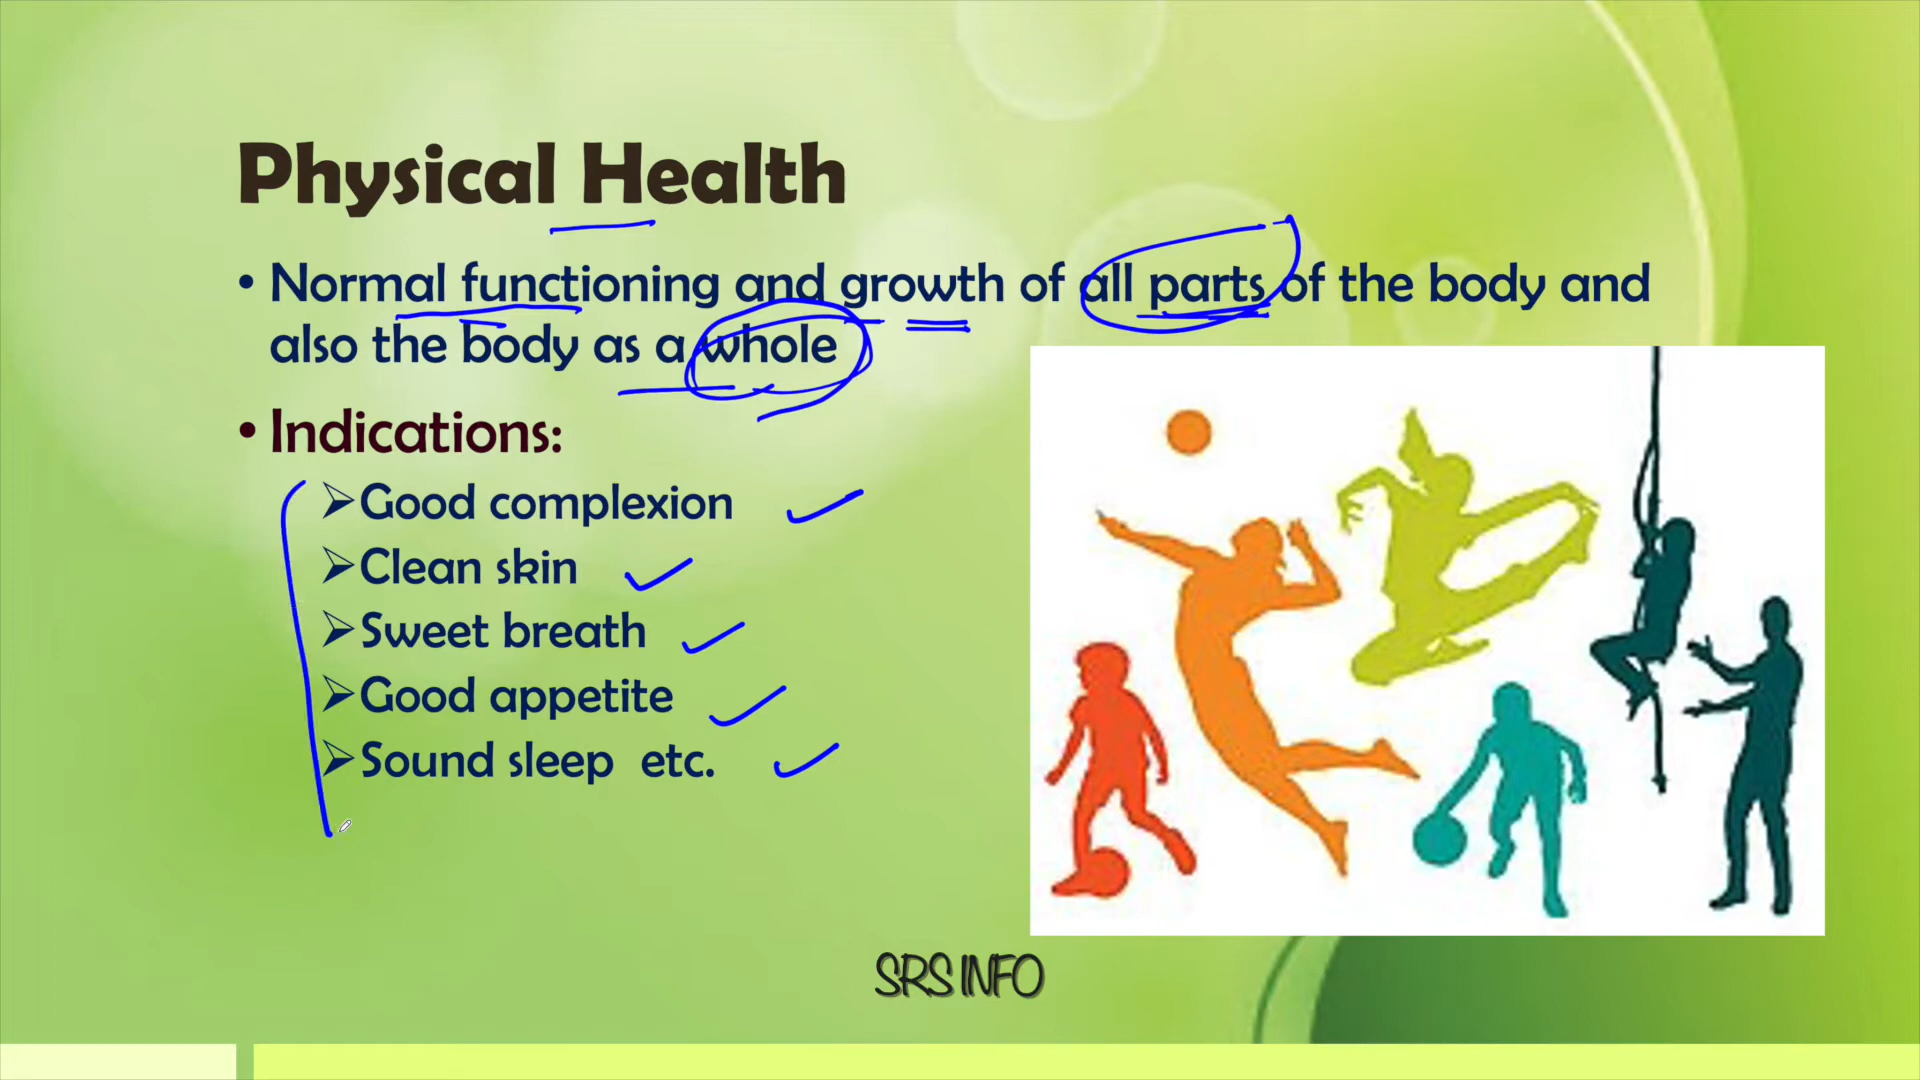 Physical Health
• Normal functioning and growth of all parts of the body and
also the body as a whole
• Indications:
➢Good complexion
➢Clean skin
➢Sweet breath
➢Good appetite
➢Sound sleep etc.
SRS INFO